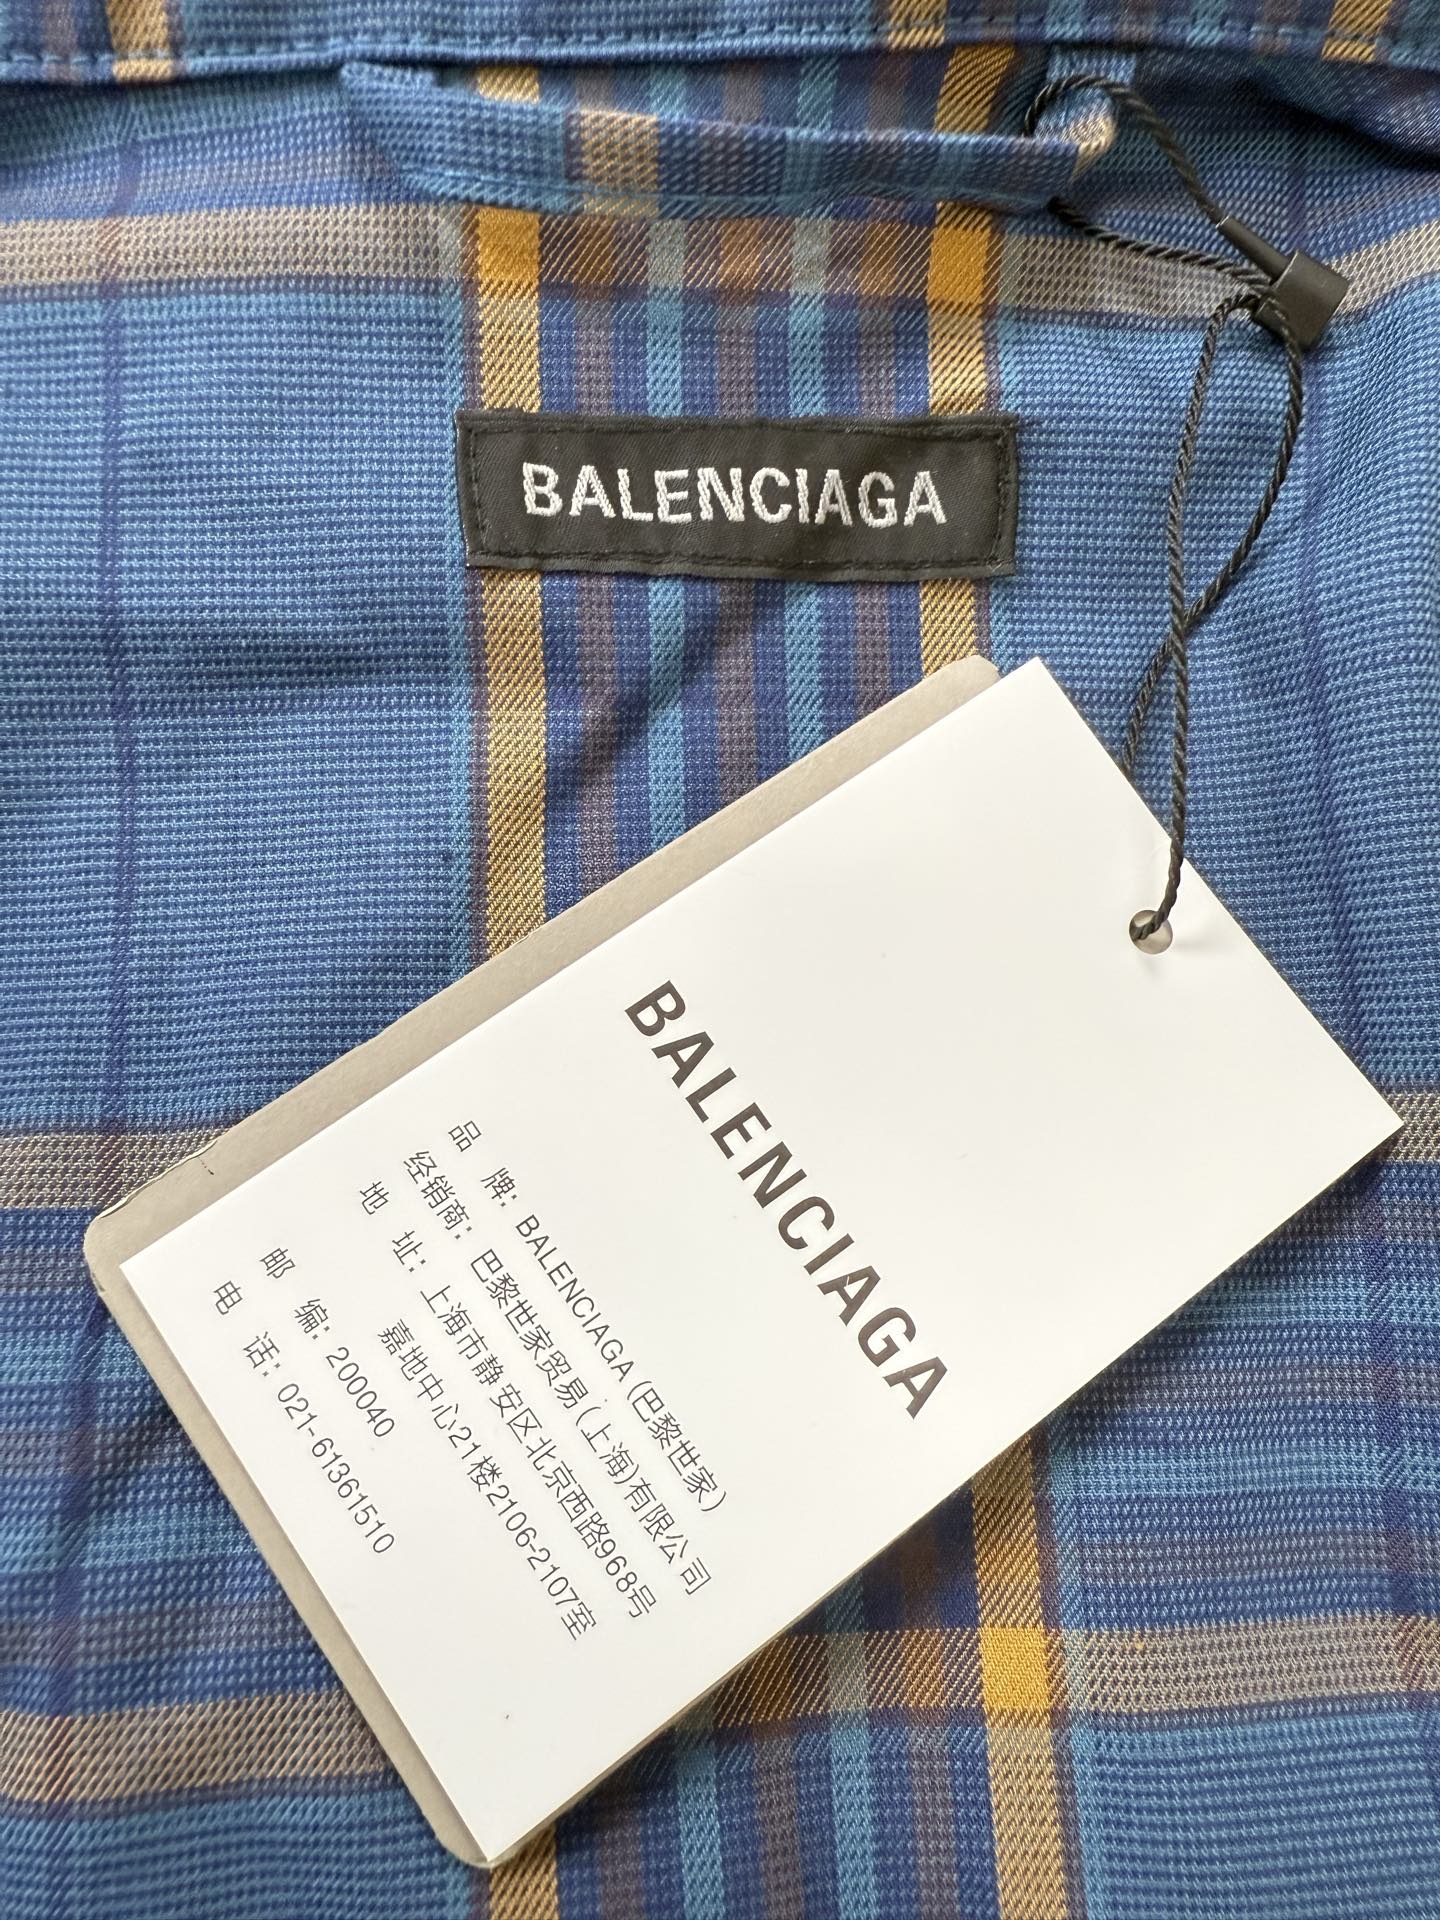 BALENCIAGA
BALENCIAGA
品 牌: BALENCIAGA (巴黎世家)
经销商: 巴黎世家贸易(上海)有限公司
地 址: 上海市静安区北京西路968号
嘉地中心21楼2106-2107室
邮 编: 200040
电 话: 021-61361510